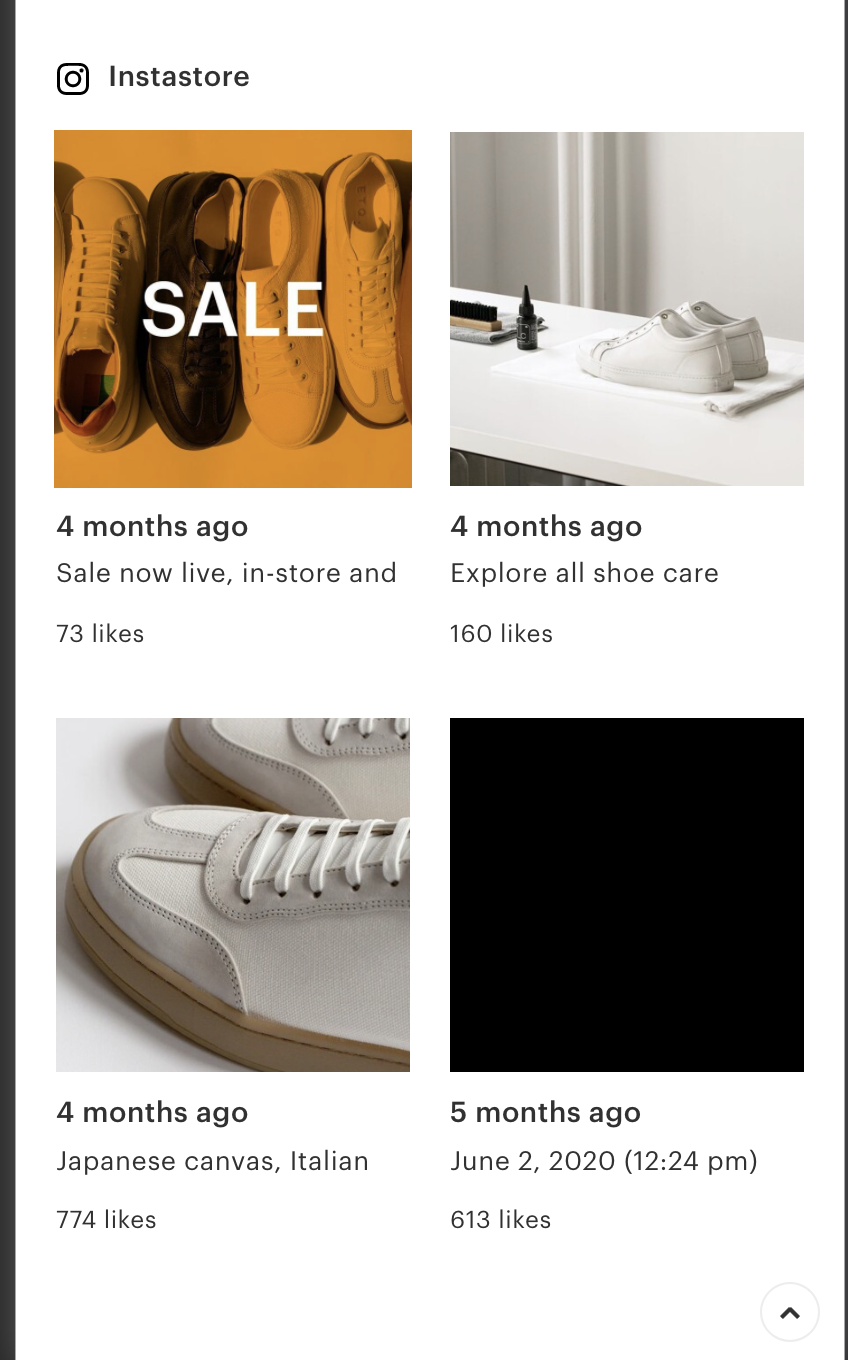 Instastore
SALE
4 months ago
Sale now live, in-store and
73 likes
4 months ago
Explore all shoe care
160 likes
4 months ago
Japanese canvas, Italian
774 likes
5 months ago
June 2, 2020 (12:24 pm)
613 likes